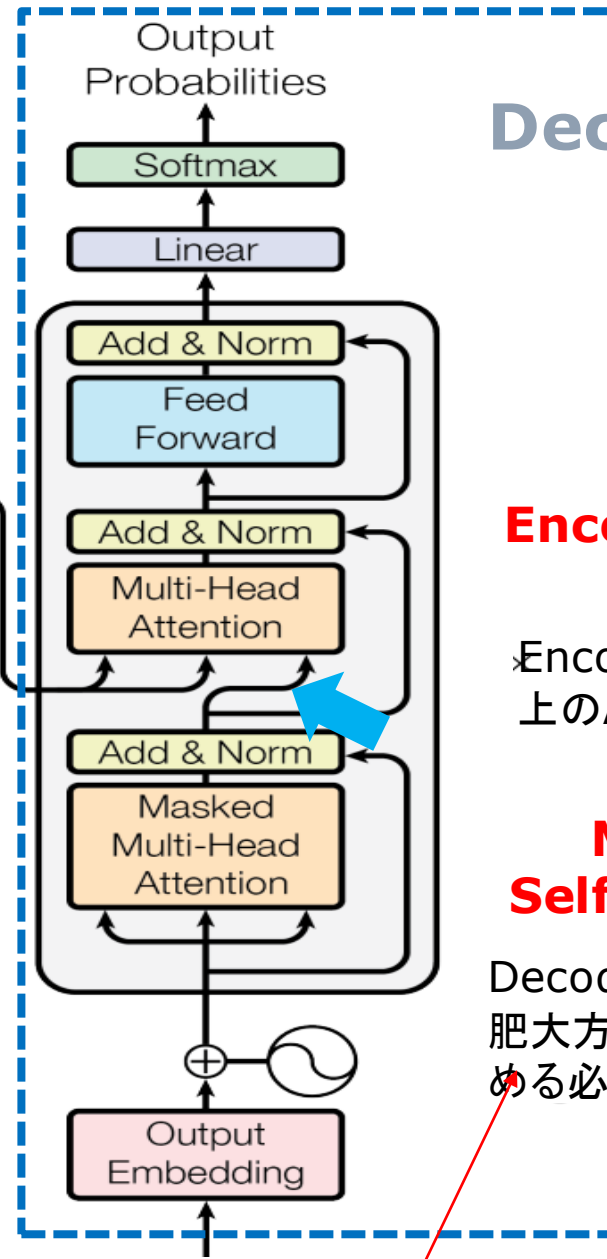 Output
Probabilities
Softmax
Linear
Add & Norm
Feed
Forward
Add & Norm
Multi-Head
Attention
Add & Norm
Masked
Multi-Head
Attention
Output
Embedding
Dec
Enc
Enco
上の
M
Self
Decod
肥大方
める必